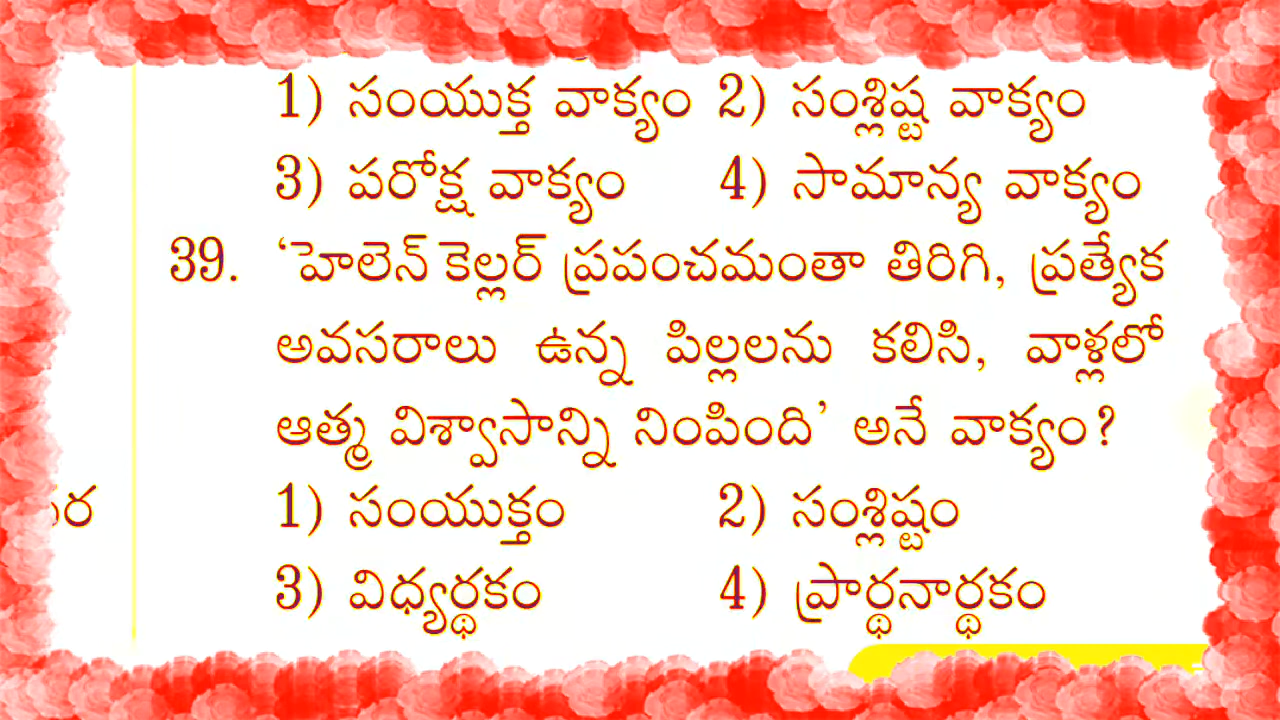 1) సంయుక్త వాక్యం 2) సంశ్లిష్ట వాక్యం
3) పరోక్ష వాక్యం 4) సామాన్య వాక్యం
39. ‘హెలెన్ కెల్లర్ ప్రపంచమంతా తిరిగి, ప్రత్యేక
అవసరాలు ఉన్న పిల్లలను కలిసి, వాళ్లలో
ఆత్మ విశ్వాసాన్ని నింపింది’ అనే వాక్యం?
1) సంయుక్తం 2) సంశ్లిష్టం
3) విధ్యర్థకం 4) ప్రార్థనార్థకం